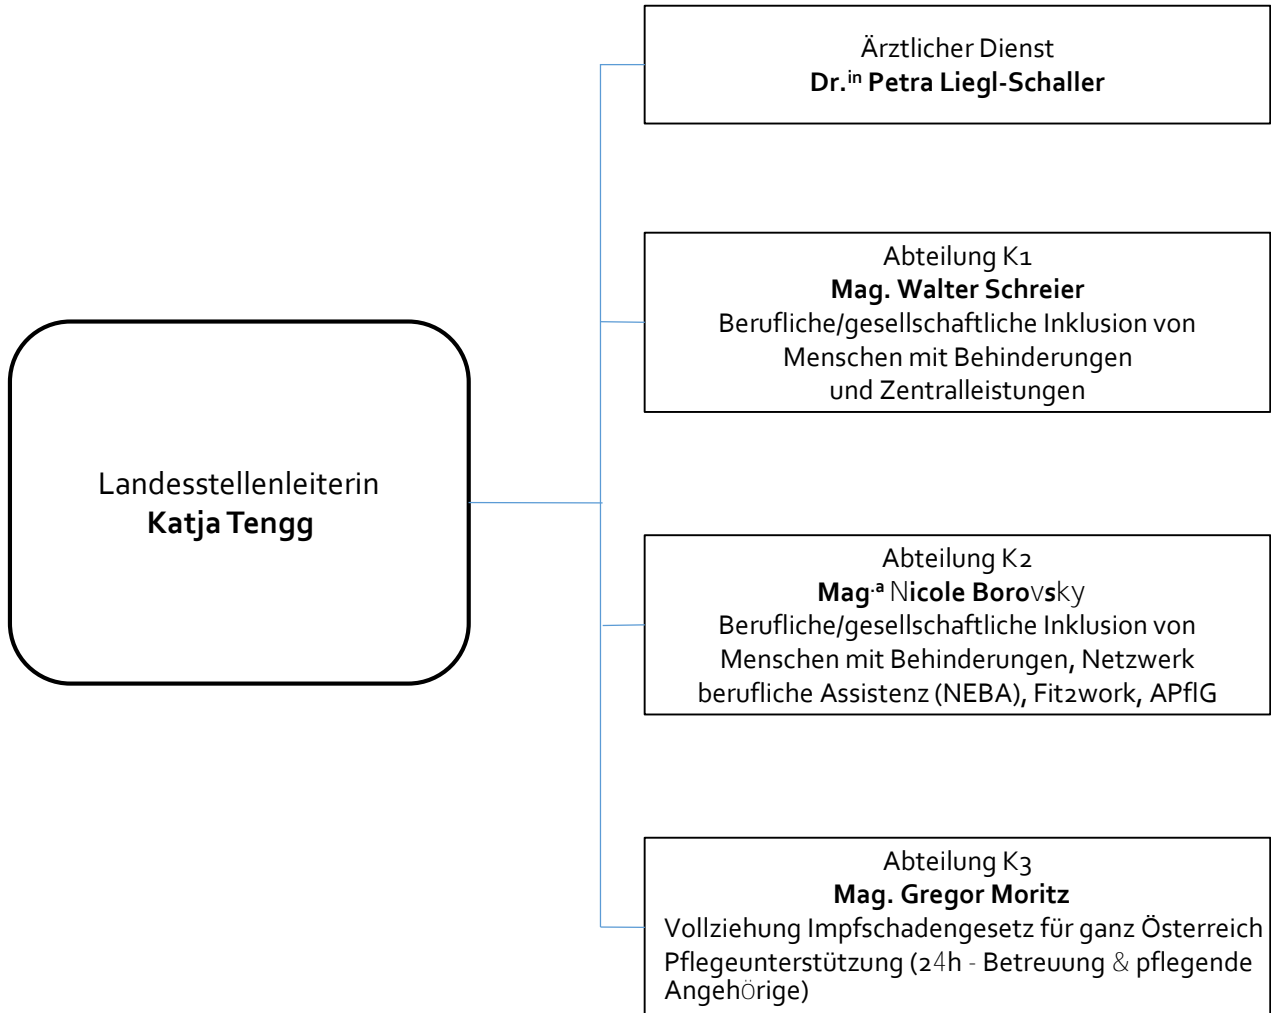 Ärztlicher Dienst
Dr.in Petra Liegl-Schaller
Abteilung K1
Mag. Walter Schreier
Berufliche/gesellschaftliche Inklusion von
Menschen mit Behinderungen
und Zentralleistungen
Landesstellenleiterin
Katja Tengg
Abteilung K2
Mag.a Nicole Borovsky
Berufliche/gesellschaftliche Inklusion von
Menschen mit Behinderungen, Netzwerk
berufliche Assistenz (NEBA), Fit2work, APflG
Abteilung K3
Mag. Gregor Moritz
Vollziehung Impfschadengesetz für ganz Österreich
Pflegeunterstützung (24h - Betreuung & pflegende
Angehörige)